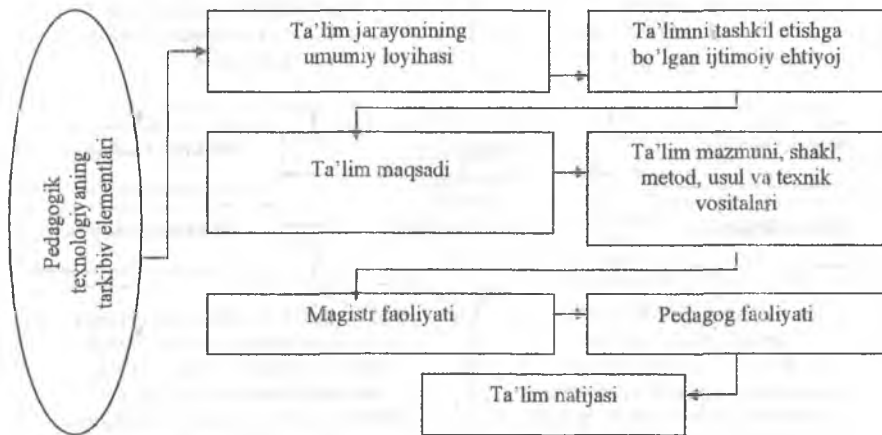 Pedagogik
texnologiyaning
tarkibiy elementlari
Ta'lim jarayonining
umumiy loyihasi
Ta'limni tashkil etishga
bo'lgan ijtimoiy ehtiyoj
Ta'lim maqsadi
Ta'lim mazmuni, shakl,
metod, usul va texnik
vositalari
Magistr faoliyati
Pedagog faoliyati
Ta'lim natijasi